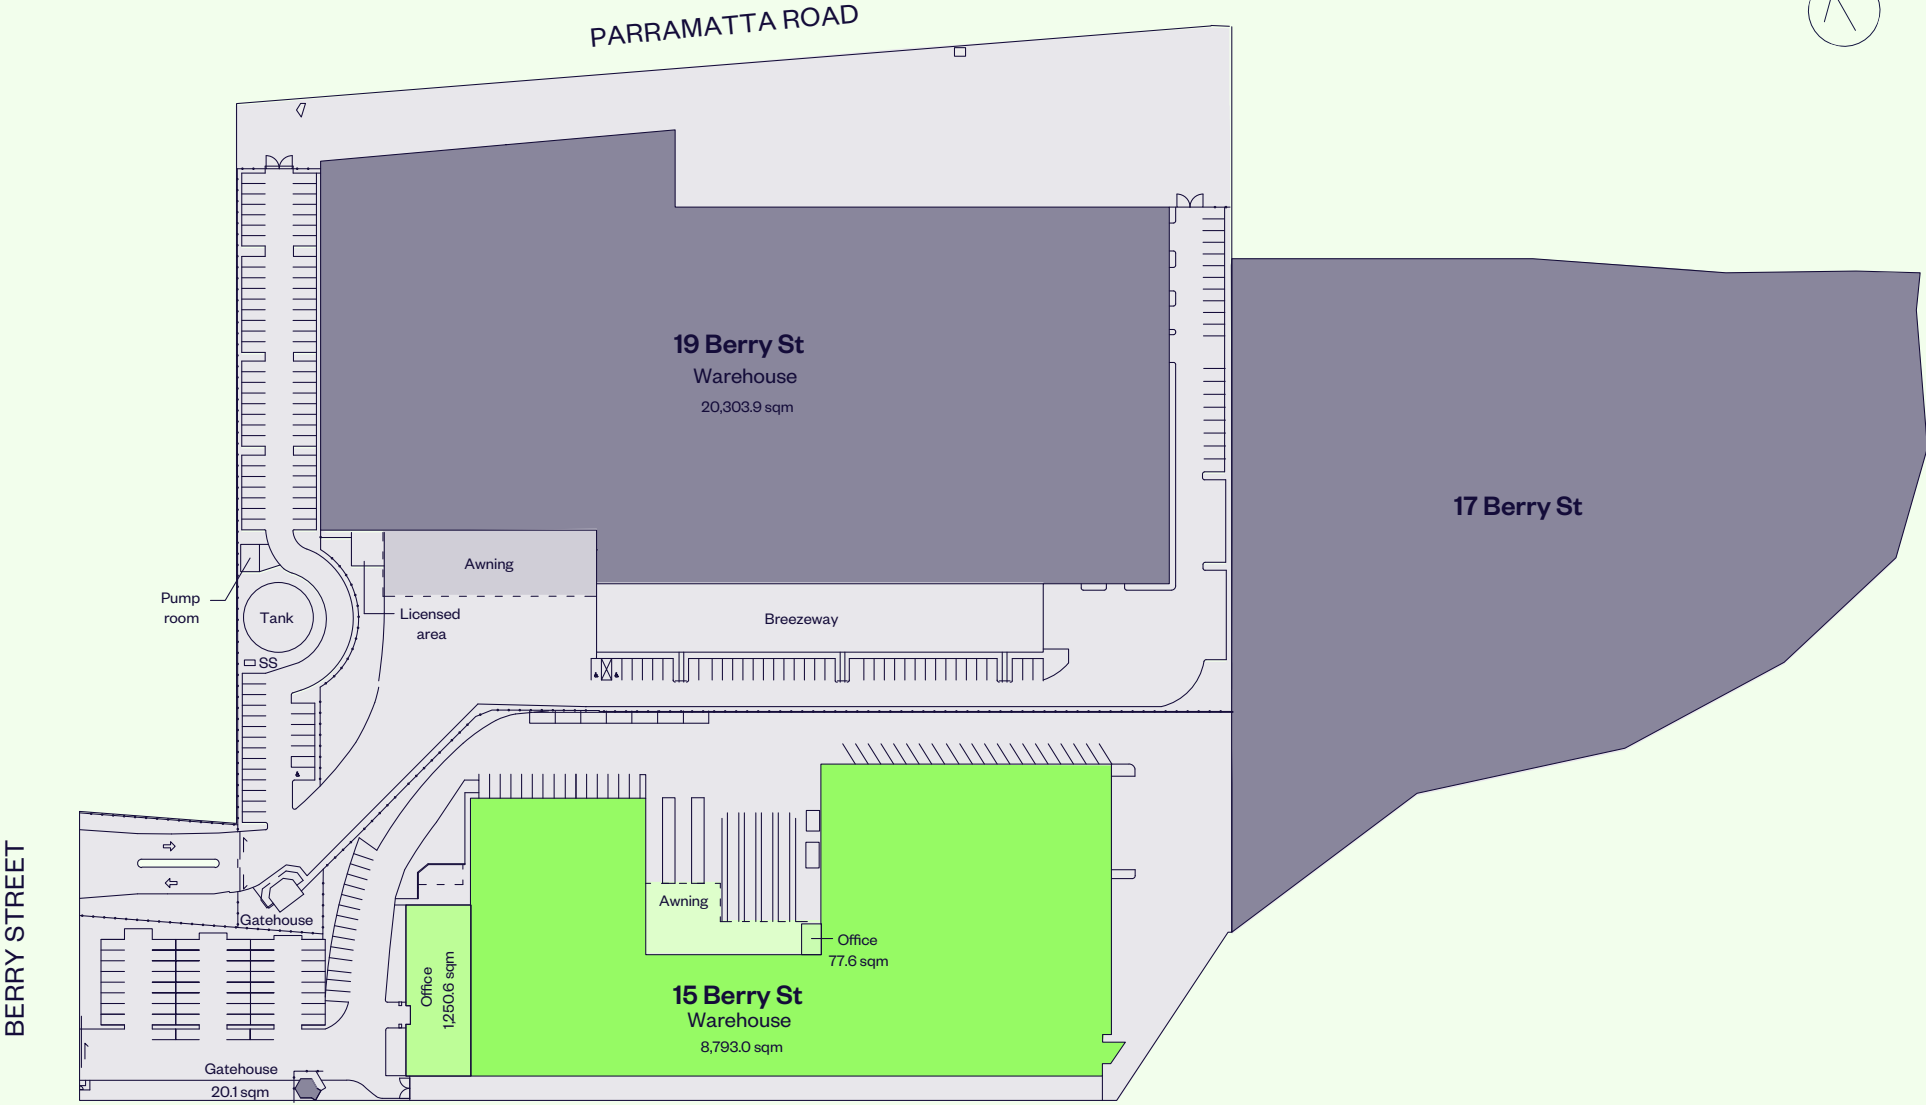 PARRAMATTA ROAD
19 Berry St
Warehouse
20,303.9 sqm
17 Berry St
Awning
Pump
room
Tank
Licensed
area
Breezeway
SS
BERRY STREET
Gatehouse
Awning
Office
77.6 sqm
Office
1,250.6 sqm
15 Berry St
Warehouse
8,793.0 sqm
Gatehouse
20.1 sqm